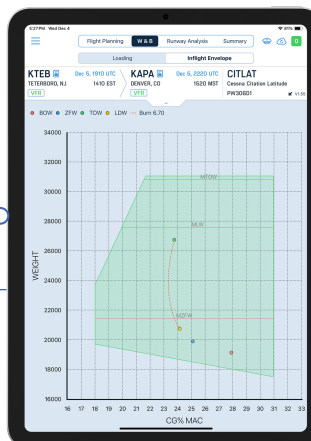 5:37 PM Wed Dec 4
81%
Flight Planning W & B Runway Analysis Summary
0
Loading Inflight Envelope
KTEB Dec 5, 1910 UTC KAPA Dec 5, 2320 UTC CITLAT
TETERBORO, NJ 1410 EST DENVER, CO 1520 MST Cessna Citation Latitude
VFR VFR PW306D1
BOW ZFW TOW LDW Burn 6.70
34000
32000
MTOW
30000
28000
MLW
26000
WEIGHT
24000
22000
MZFW
20000
18000
16000
16 17 18 19 20 21 22 23 24 25 26 27 28 29 30 31 32 33
CG% MAC